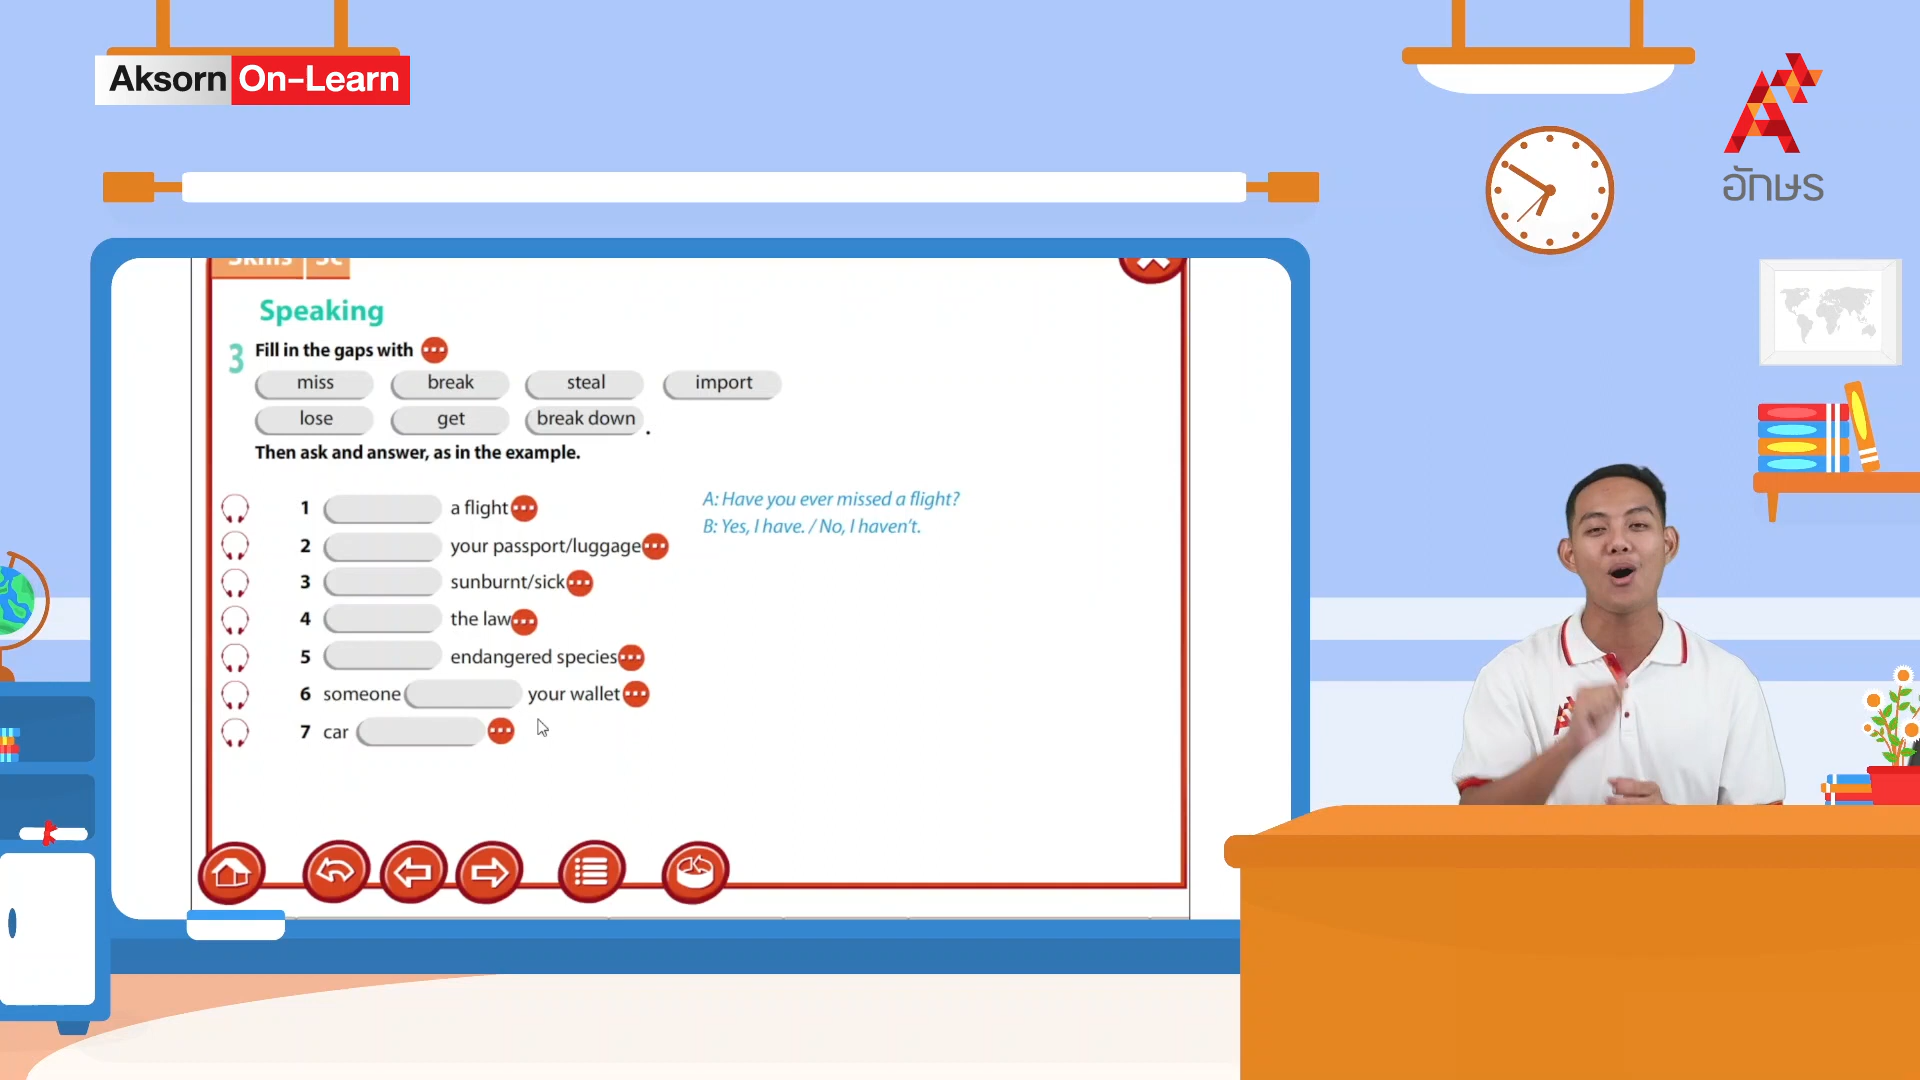 Aksorn On-Learn
อักษร
Skills 5c
Speaking
3 Fill in the gaps with
miss break steal import
lose get break down .
Then ask and answer, as in the example.
1 a flight
2 your passport/luggage
3 sunburnt/sick
4 the law
5 endangered species
6 someone your wallet
7 car
A: Have you ever missed a flight?
B: Yes, I have. / No, I haven't.